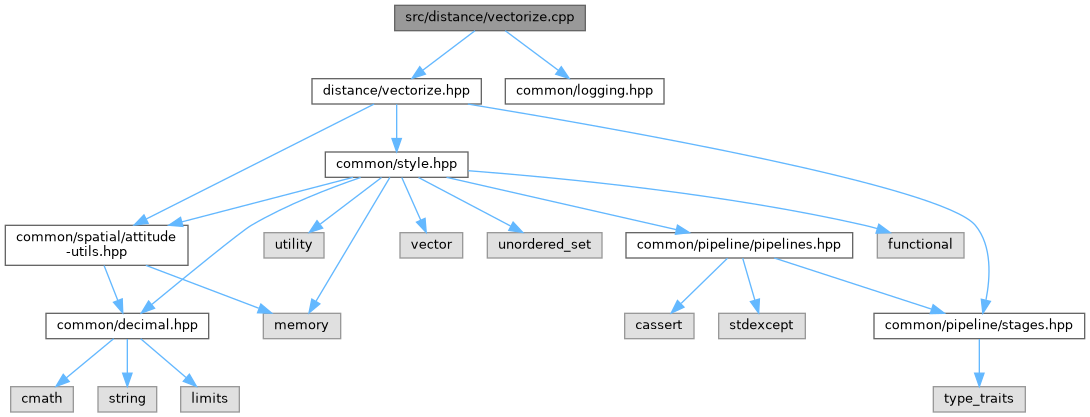 src/distance/vectorize.cpp
distance/vectorize.hpp
common/logging.hpp
common/style.hpp
common/spatial/attitude
-utils.hpp
utility
vector
unordered_set
common/pipeline/pipelines.hpp
functional
common/decimal.hpp
memory
cassert
stdexcept
common/pipeline/stages.hpp
cmath
string
limits
type_traits